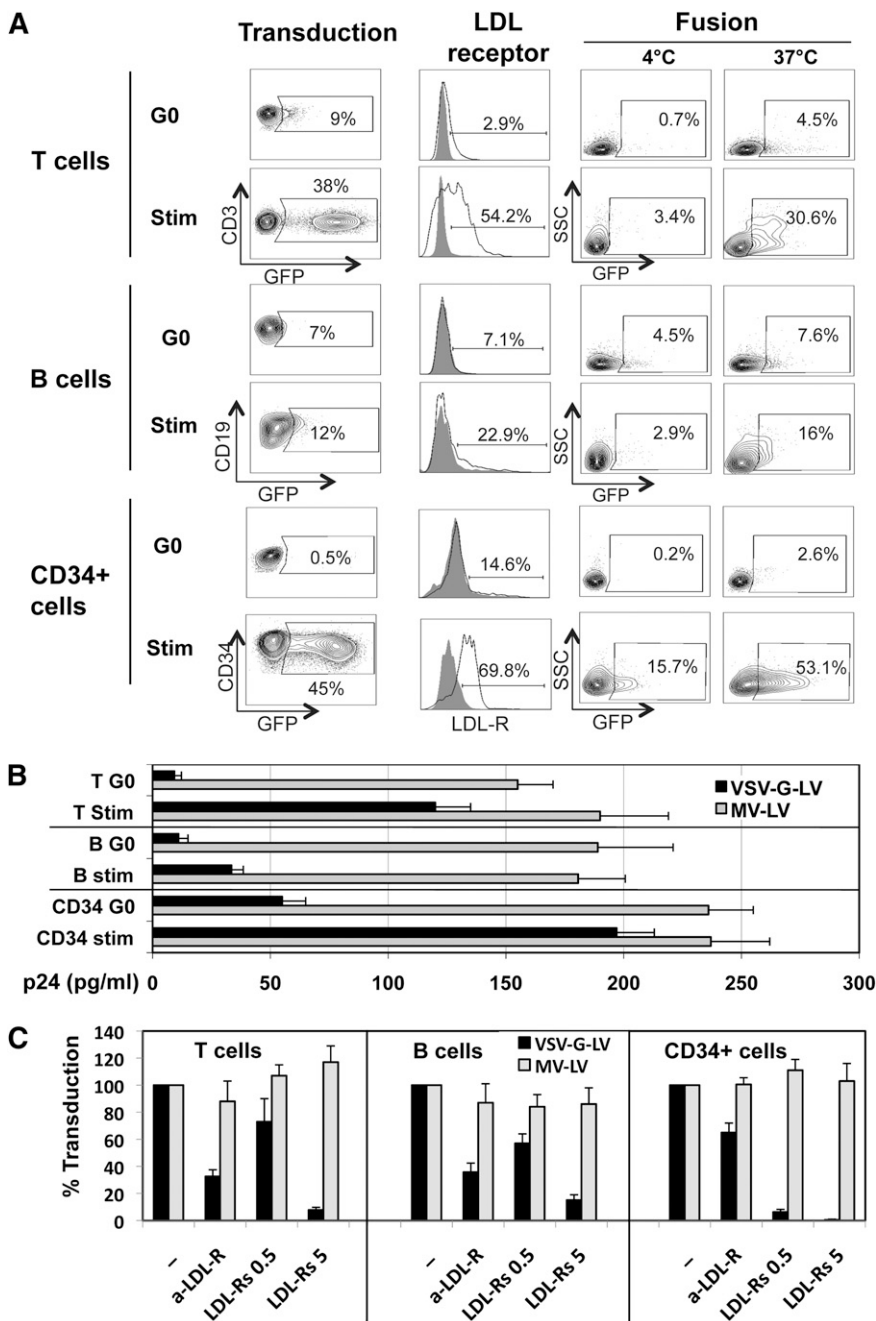 A
Transduction
LDL receptor
Fusion
4°C
37°C
T cells
G0
9%
2.9%
0.7%
4.5%
Stim
38%
54.2%
3.4%
30.6%
CD3
GFP
SSC
GFP
B cells
G0
7%
7.1%
4.5%
7.6%
Stim
12%
22.9%
2.9%
16%
CD19
GFP
SSC
GFP
CD34+ cells
G0
0.5%
14.6%
0.2%
2.6%
Stim
45%
69.8%
15.7%
53.1%
CD34
GFP
LDL-R
SSC
GFP
B
T G0
T Stim
B G0
B stim
CD34 G0
CD34 stim
VSV-G-LV
MV-LV
p24 (pg/ml)
0 50 100 150 200 250 300
C
% Transduction
140
120
100
80
60
40
20
0
T cells
B cells
VSV-G-LV
MV-LV
CD34+ cells
– a-LDL-R LDL-Rs 0.5 LDL-Rs 5
– a-LDL-R LDL-Rs 0.5 LDL-Rs 5
– a-LDL-R LDL-Rs 0.5 LDL-Rs 5